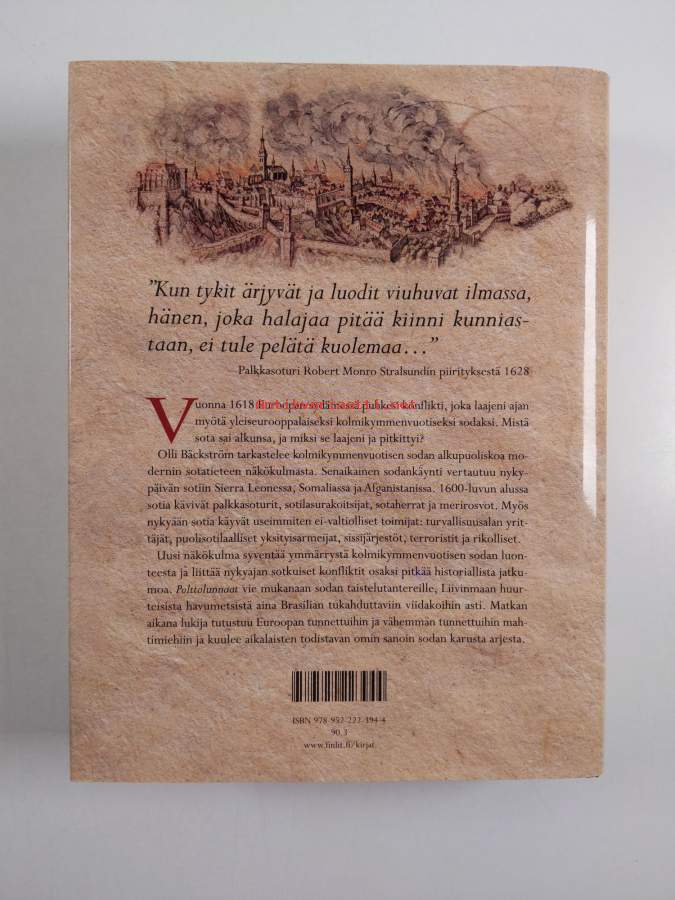 ”Kun tykit ärjyvät ja luodit viuhuvat ilmassa,
hänen, joka halajaa pitää kiinni kunnias-
taan, ei tule pelätä kuolemaa…”
Palkkasoturi Robert Monro Stralsundin piirityksestä 1628
Vuonna 1618 Euroopan sydämessä puhkesi konflikti, joka laajeni ajan
myötä yleiseurooppalaiseksi kolmikymmenvuotiseksi sodaksi. Mistä
sota sai alkunsa, ja miksi se laajeni ja pitkittyi?
Olli Bäckström tarkastelee kolmikymmenvuotisen sodan alkupuoliskoa mo-
dernin sotatieteen näkökulmasta. Senaikainen sodankäynti vertautuu nyky-
päivän sotiin Sierra Leonessa, Somaliassa ja Afganistanissa. 1600-luvun alussa
sotia kävivät palkkasoturit, sotilasurakoitsijat, sotaherrat ja merirosvot. Myös
nykyään sotia käyvät useimmiten ei-valtiolliset toimijat: turvallisuusalan yrit-
täjät, puolisotilaalliset yksityisarmeijat, sissijärjestöt, terroristit ja rikolliset.
Uusi näkökulma syventää ymmärrystä kolmikymmenvuotisen sodan luon-
teesta ja liittää nykyajan sotkuiset konfliktit osaksi pitkää historiallista jatku-
moa. Polttolunnaat vie mukanaan sodan taistelutantereille, Liivinmaan huur-
teisista havumetsistä aina Brasilian tukahduttaviin viidakoihin asti. Matkan
aikana lukija tutustuu Euroopan tunnettuihin ja vähemmän tunnettuihin mah-
timiehiin ja kuulee aikalaisten todistavan omin sanoin sodan karusta arjesta.
ISBN 978-952-222-394-4
90.3
www.finlit.fi/kirjat